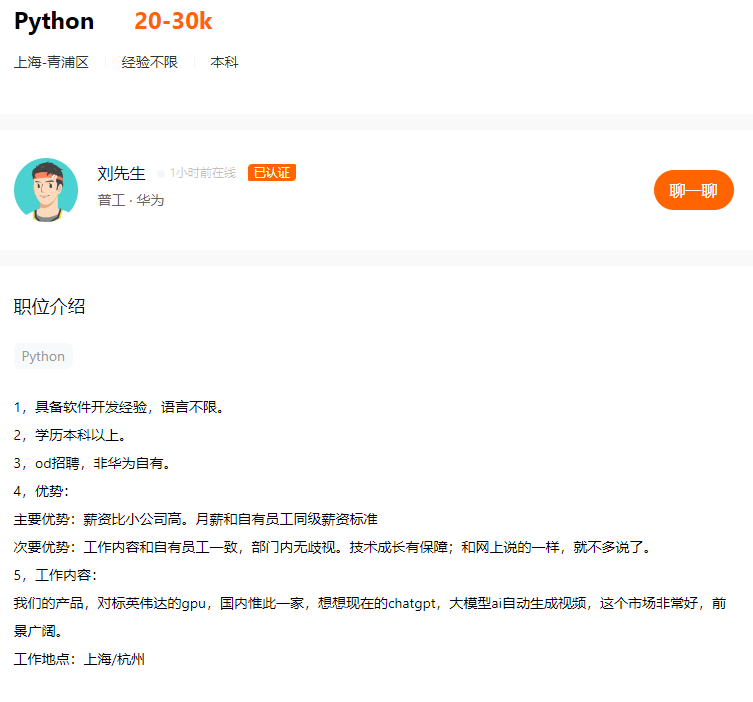 Python 20-30k
上海-青浦区 经验不限 本科
刘先生 1小时前在线 已认证
普工 · 华为
聊一聊
职位介绍
Python
1，具备软件开发经验，语言不限。
2，学历本科以上。
3，od招聘，非华为自有。
4，优势：
主要优势：薪资比小公司高。月薪和自有员工同级薪资标准
次要优势：工作内容和自有员工一致，部门内无歧视。技术成长有保障；和网上说的一样，就不多说了。
5，工作内容：
我们的产品，对标英伟达的gpu，国内惟此一家，想想现在的chatgpt，大模型ai自动生成视频，这个市场非常好，前
景广阔。
工作地点：上海/杭州